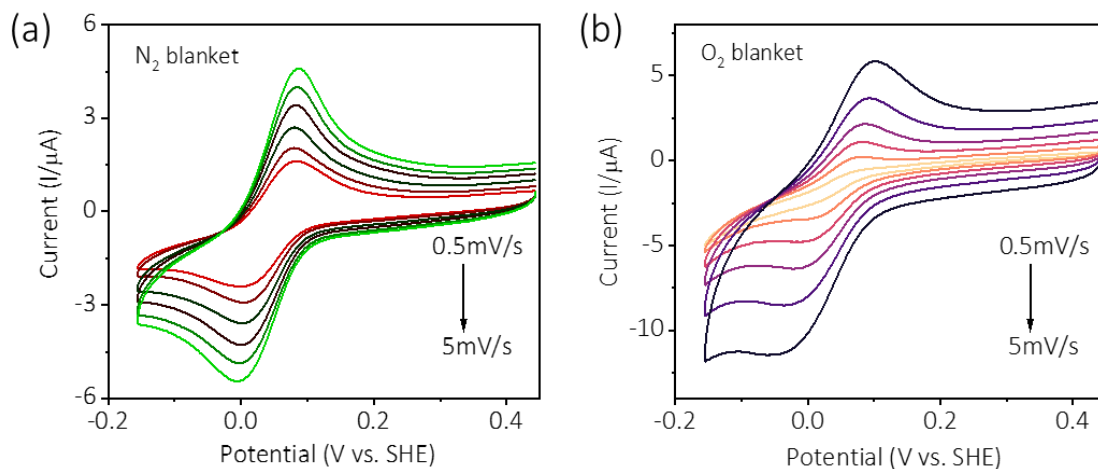 (a)
N₂ blanket
6
3
0
-3
-6
Current (I/µA)
0.5mV/s
5mV/s
-0.2
0.0
0.2
0.4
Potential (V vs. SHE)
(b)
O₂ blanket
5
0
-5
-10
Current (I/µA)
0.5mV/s
5mV/s
-0.2
0.0
0.2
0.4
Potential (V vs. SHE)